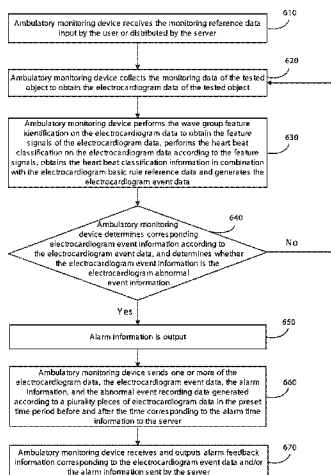 Ambulatory monitoring device receives the monitoring reference data
input by the user or distributed by the server
610
Ambulatory monitoring device collects the monitoring data of the tested
object to obtain the electrocardiogram data of the tested object
620
Ambulatory monitoring device performs the wave group feature
identification on the electrocardiogram data to obtain the feature
signals of the electrocardiogram data, performs the heart beat
classification on the electrocardiogram data according to the feature
signals, obtains the heart beat classification information in combination
with the electrocardiogram basic rule reference data and generates the
electrocardiogram event data
630
Ambulatory monitoring
device determines corresponding
electrocardiogram event information according to
the electrocardiogram event data, and determines whether
the electrocardiogram event information is the
electrocardiogram abnormal
event information
640
No
Yes
Alarm information is output
650
Ambulatory monitoring device sends one or more of the
electrocardiogram data, the electrocardiogram event data, the alarm
information, and the abnormal event recording data generated
according to a plurality pieces of electrocardiogram data in the preset
time period before and after the time corresponding to the alarm time
information to the server
660
Ambulatory monitoring device receives and outputs alarm feedback
information corresponding to the electrocardiogram event data and/or
the alarm information sent by the server
670